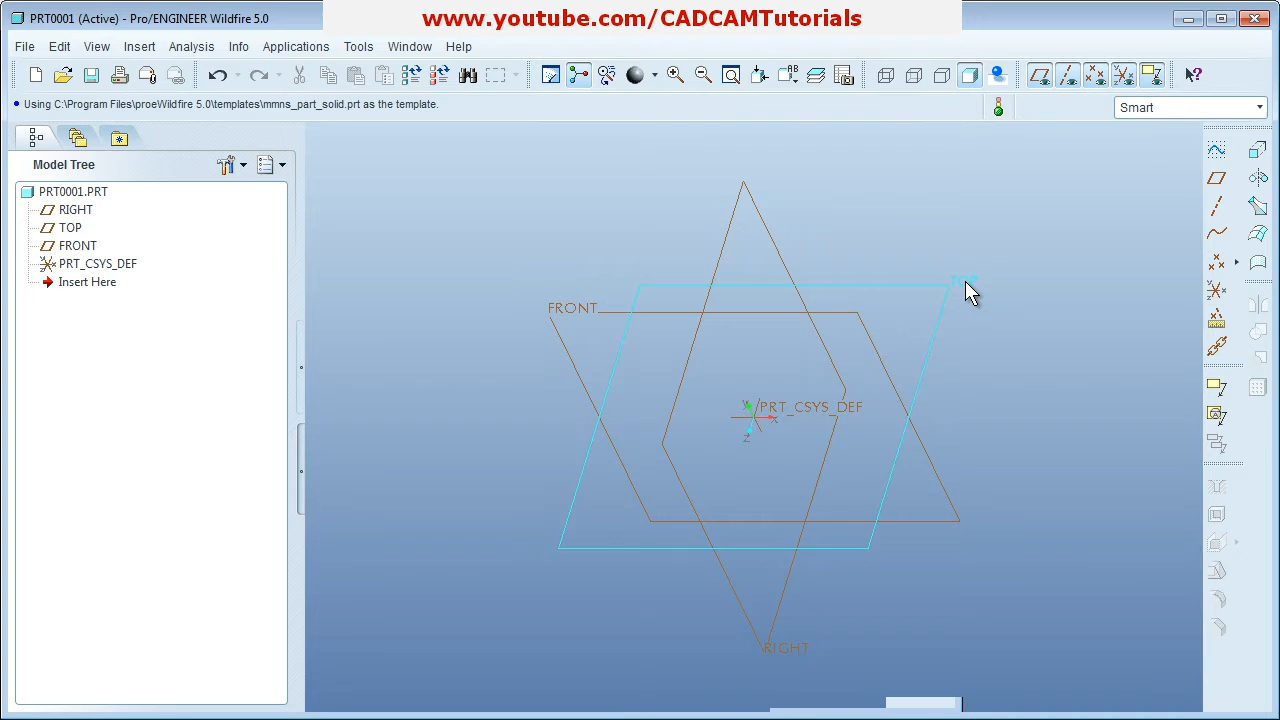 PRT0001 (Active) - Pro/ENGINEER Wildfire 5.0
www.youtube.com/CADCAMTutorials
File Edit View Insert Analysis Info Applications Tools Window Help
Using C:\Program Files\proeWildfire 5.0\templates\mmns_part_solid.prt as the template.
Smart
Model Tree
PRT0001.PRT
RIGHT
TOP
FRONT
PRT_CSYS_DEF
Insert Here
TOP
FRONT
Y
PRT_CSYS_DEF
X
Z
RIGHT